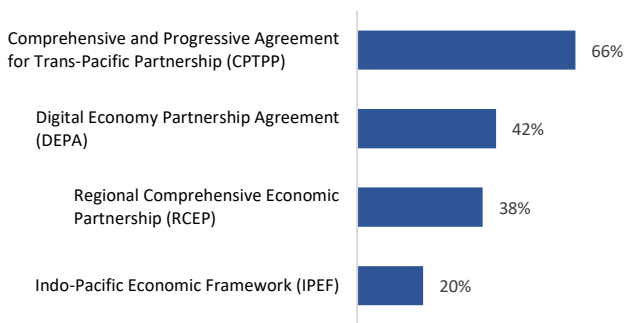 Comprehensive and Progressive Agreement
for Trans-Pacific Partnership (CPTPP)
66%
Digital Economy Partnership Agreement
(DEPA)
42%
Regional Comprehensive Economic
Partnership (RCEP)
38%
Indo-Pacific Economic Framework (IPEF)
20%